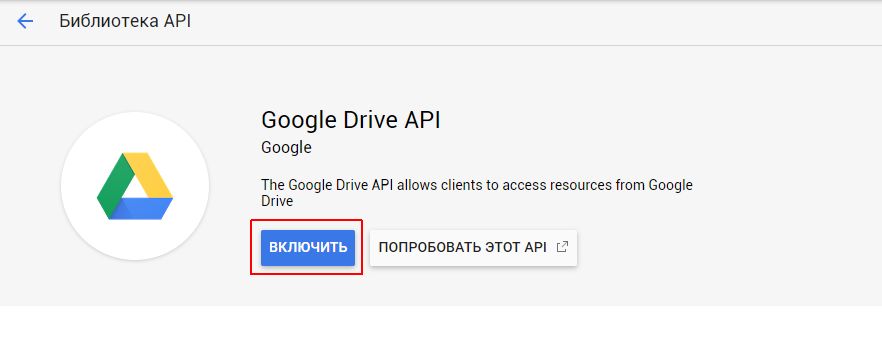 Библиотека API
Google Drive API
Google
The Google Drive API allows clients to access resources from Google
Drive
ВКЛЮЧИТЬ
ПОПРОБОВАТЬ ЭТОТ API